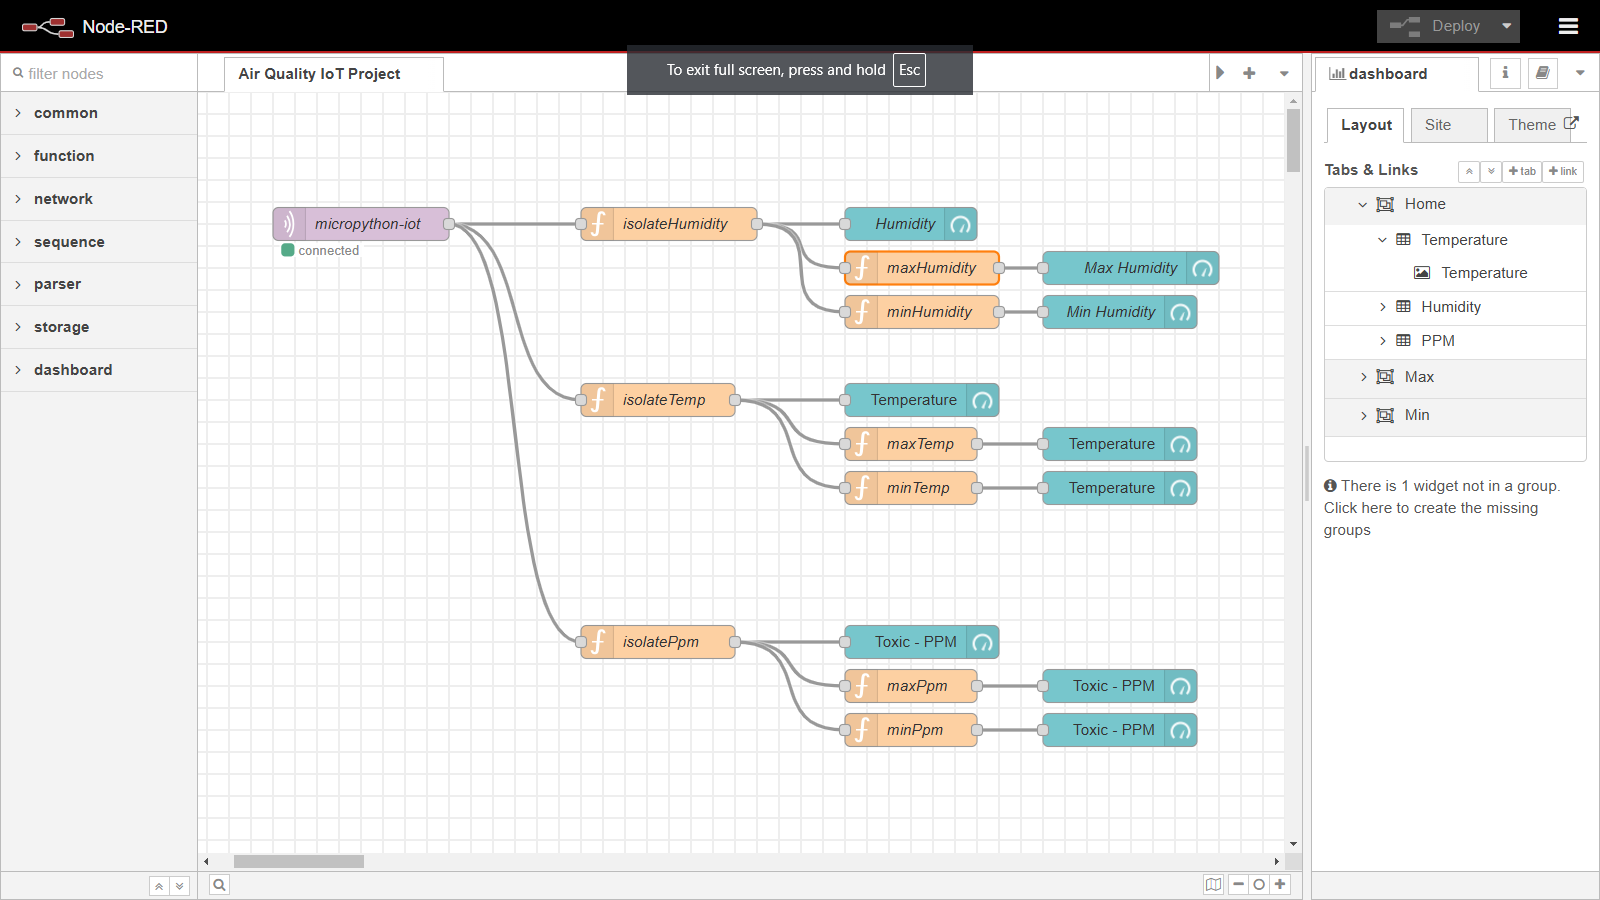 Node-RED
Deploy
To exit full screen, press and hold Esc
filter nodes
Air Quality IoT Project
dashboard
common
function
network
sequence
parser
storage
dashboard
micropython-iot
connected
isolateHumidity
Humidity
maxHumidity
Max Humidity
minHumidity
Min Humidity
isolateTemp
Temperature
maxTemp
Temperature
minTemp
Temperature
isolatePpm
Toxic - PPM
maxPpm
Toxic - PPM
minPpm
Toxic - PPM
Layout
Site
Theme
Tabs & Links
tab
link
Home
Temperature
Temperature
Humidity
PPM
Max
Min
There is 1 widget not in a group.
Click here to create the missing
groups